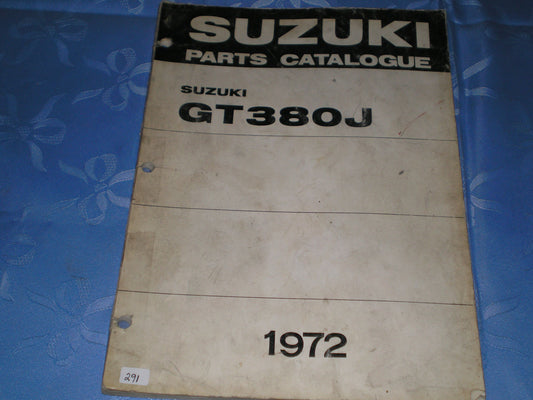 SUZUKI
PARTS CATALOGUE
SUZUKI
GT380J
1972
291